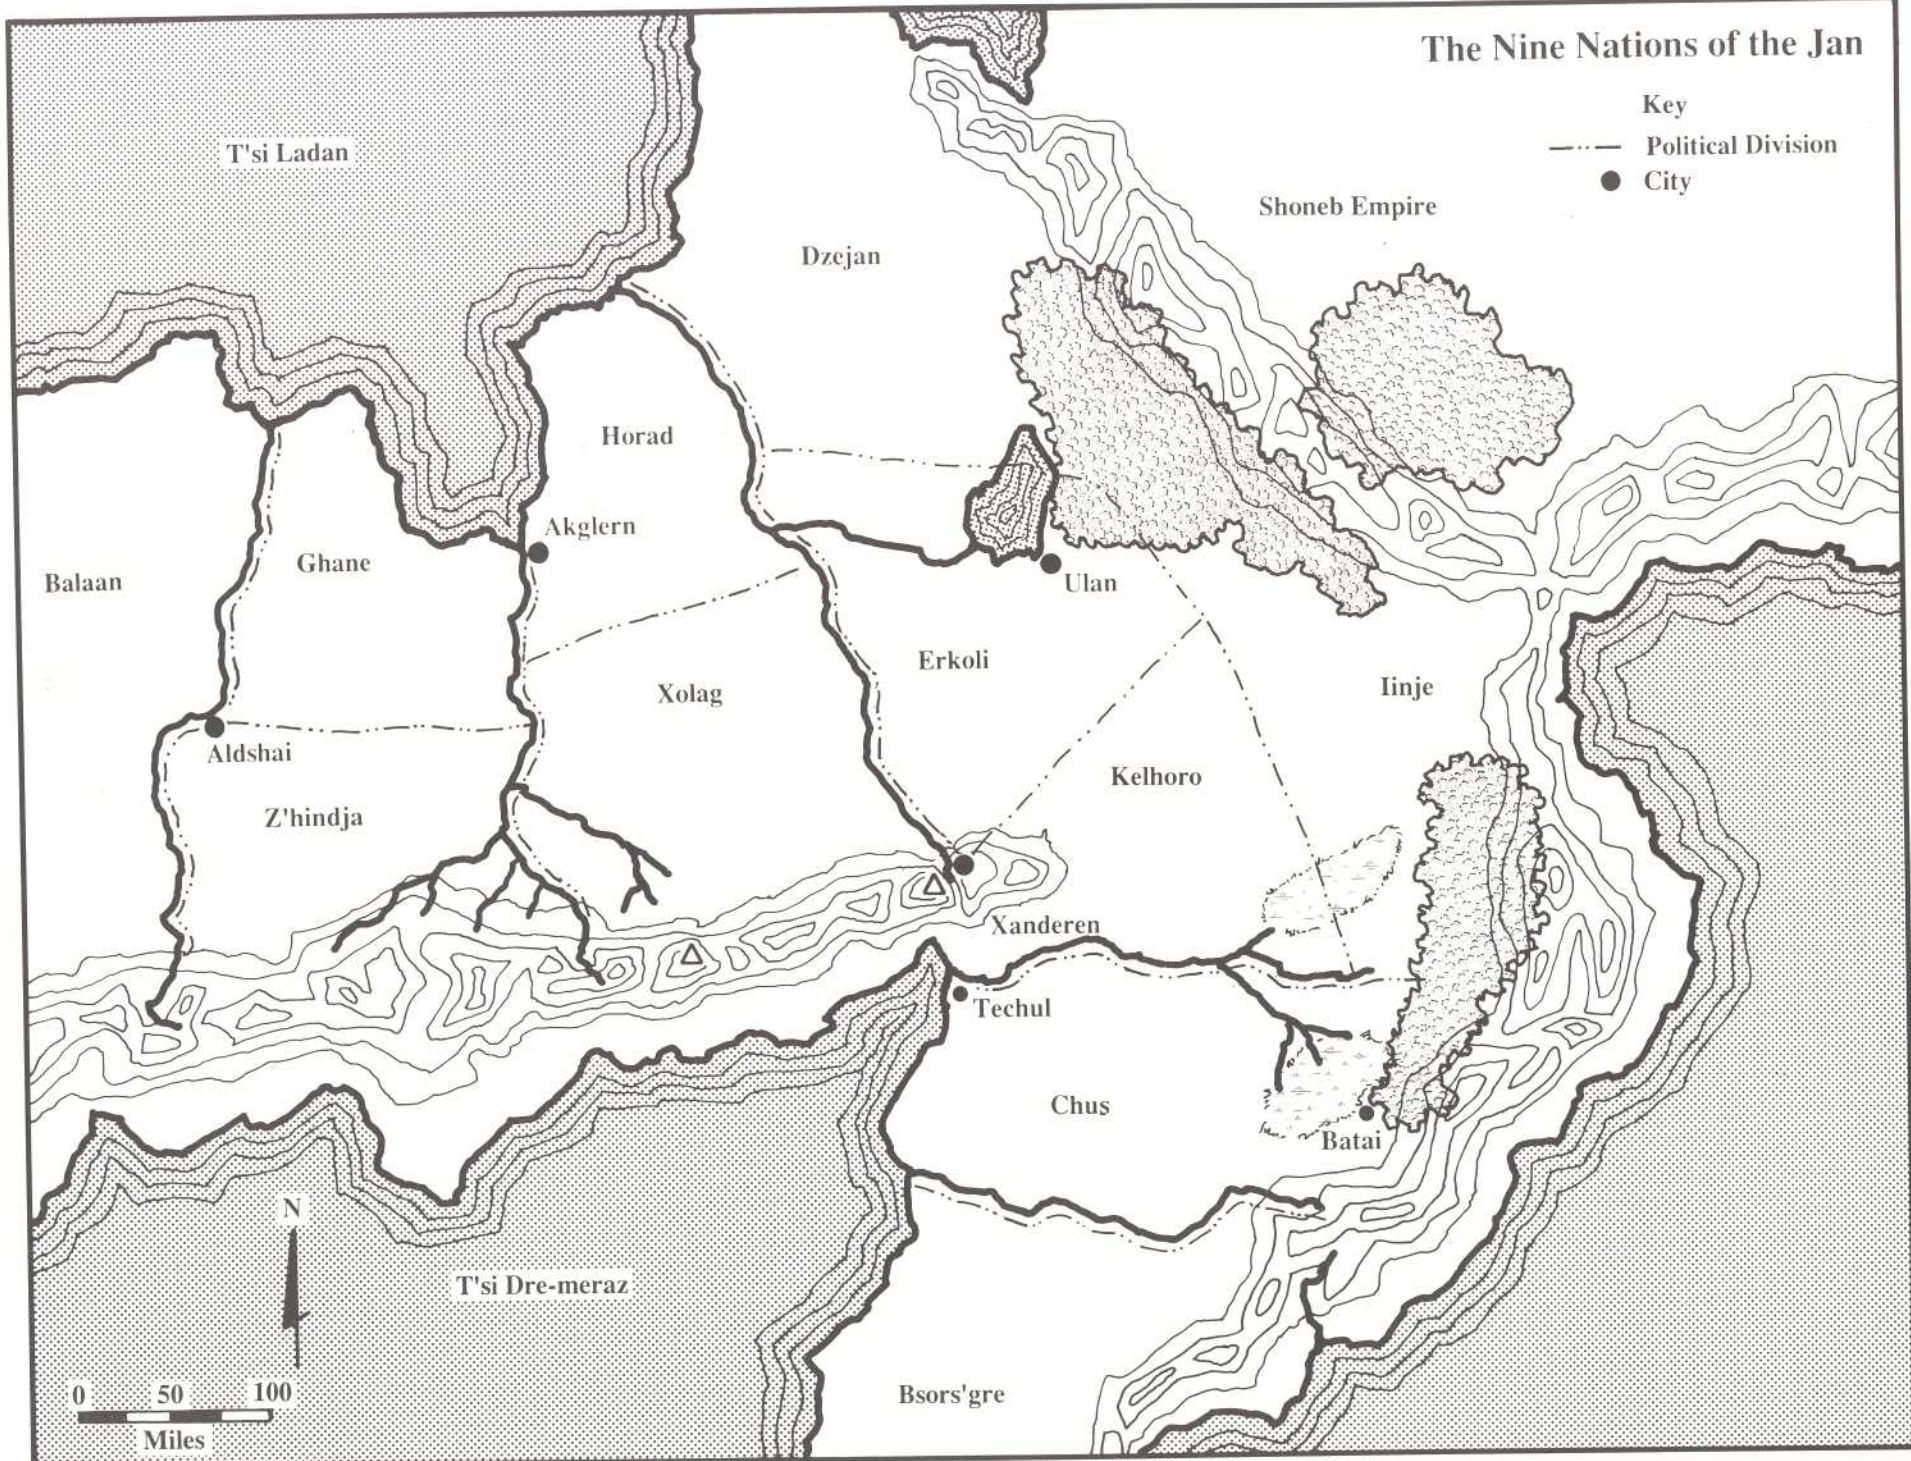 The Nine Nations of the Jan
Key
Political Division
City
T'si Ladan
Shoneb Empire
Dzejan
Horad
Akglern
Ghane
Balaan
Ulan
Erkoli
Xolag
Iinje
Aldshai
Kelhoro
Z'hindja
Xanderen
Techul
Chus
Batai
N
T'si Dre-meraz
Bsors'gre
0 50 100
Miles